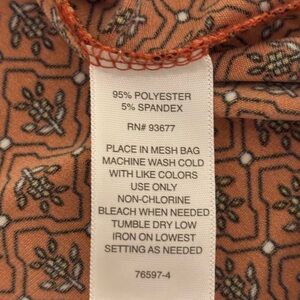 95% POLYESTER
5% SPANDEX
RN# 93677
PLACE IN MESH BAG
MACHINE WASH COLD
WITH LIKE COLORS
USE ONLY
NON-CHLORINE
BLEACH WHEN NEEDED
TUMBLE DRY LOW
IRON ON LOWEST
SETTING AS NEEDED
76597-4